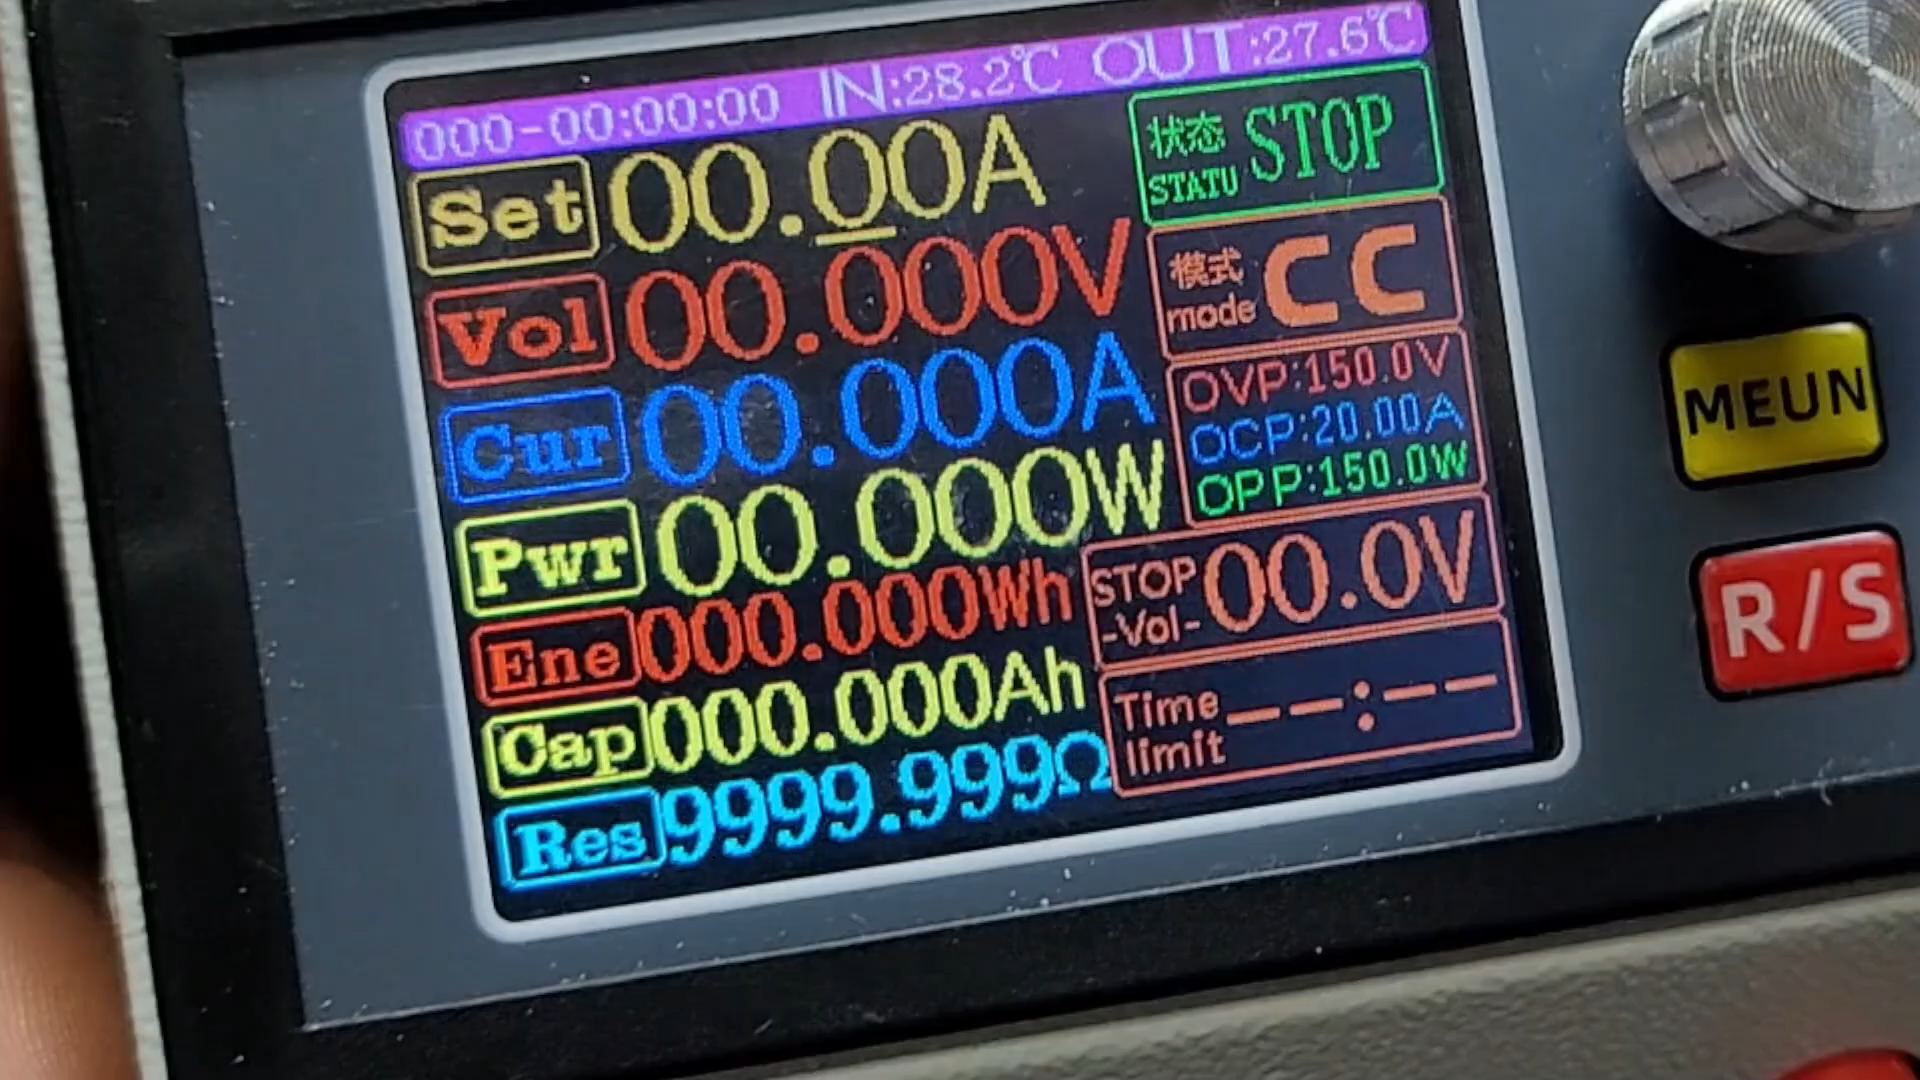 000-00:00:00 IN:28.2℃ OUT:27.6℃
Set 00.00A
状态
STATU STOP
Vol 00.000V
模式
mode CC
Cur 00.000A
OVP:150.0V
OCP:20.00A
OPP:150.0W
Pwr 00.000W
Ene 000.000Wh
STOP
-Vol- 00.0V
Cap 000.000Ah
Time
limit --:--
Res 9999.999Ω
MEUN
R/S